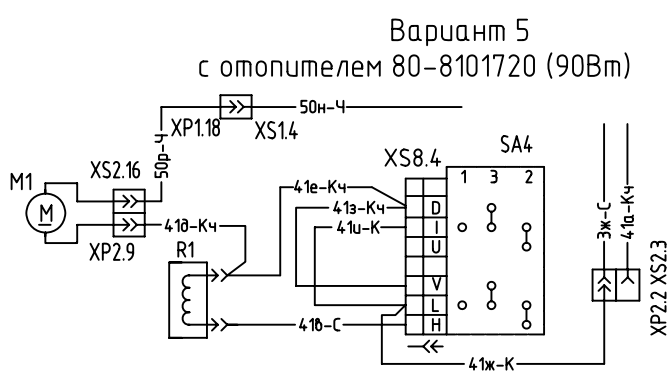 Вариант 5
с отопителем 80-8101720 (90Вт)
50н-Ч
XP1.18
XS1.4
50р-Ч
M1
XS2.16
M
XP2.9
41д-Кч
R1
41е-Кч
41з-Кч
41и-К
41в-С
41ж-К
XS8.4
SA4
1 3 2
D
I
U
V
L
H
3ж-С
41а-Кч
XP2.2 XS2.3